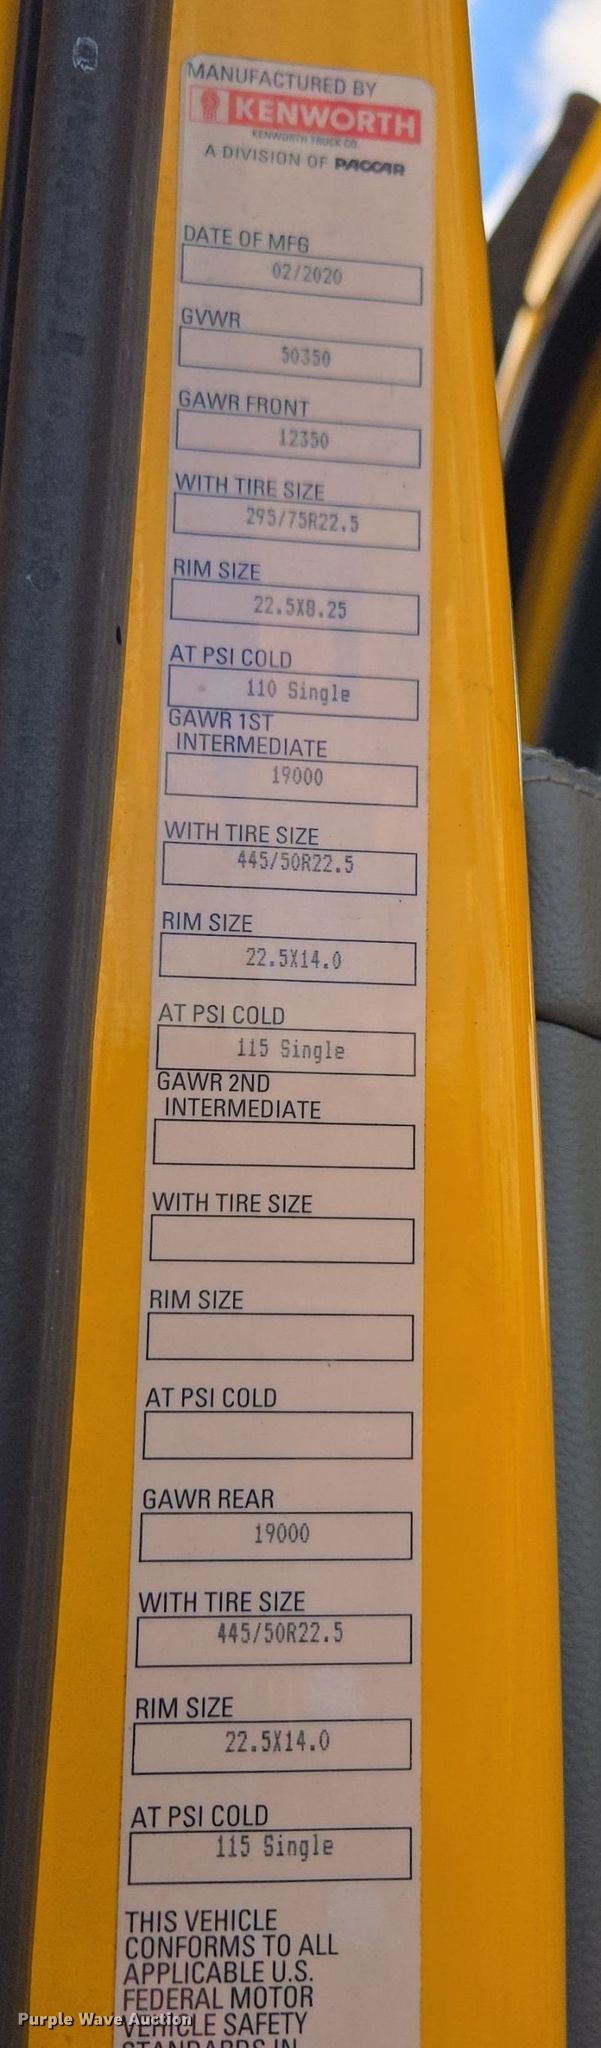 MANUFACTURED BY
KENWORTH
KENWORTH TRUCK CO.
A DIVISION OF PACCAR
DATE OF MFG
02/2020
GVWR
50350
GAWR FRONT
12350
WITH TIRE SIZE
295/75R22.5
RIM SIZE
22.5X8.25
AT PSI COLD
110 Single
GAWR 1ST
INTERMEDIATE
19000
WITH TIRE SIZE
445/50R22.5
RIM SIZE
22.5X14.0
AT PSI COLD
115 Single
GAWR 2ND
INTERMEDIATE
WITH TIRE SIZE
RIM SIZE
AT PSI COLD
GAWR REAR
19000
WITH TIRE SIZE
445/50R22.5
RIM SIZE
22.5X14.0
AT PSI COLD
115 Single
THIS VEHICLE
CONFORMS TO ALL
APPLICABLE U.S.
FEDERAL MOTOR
VEHICLE SAFETY
STANDARDS IN
Purple Wave Auction